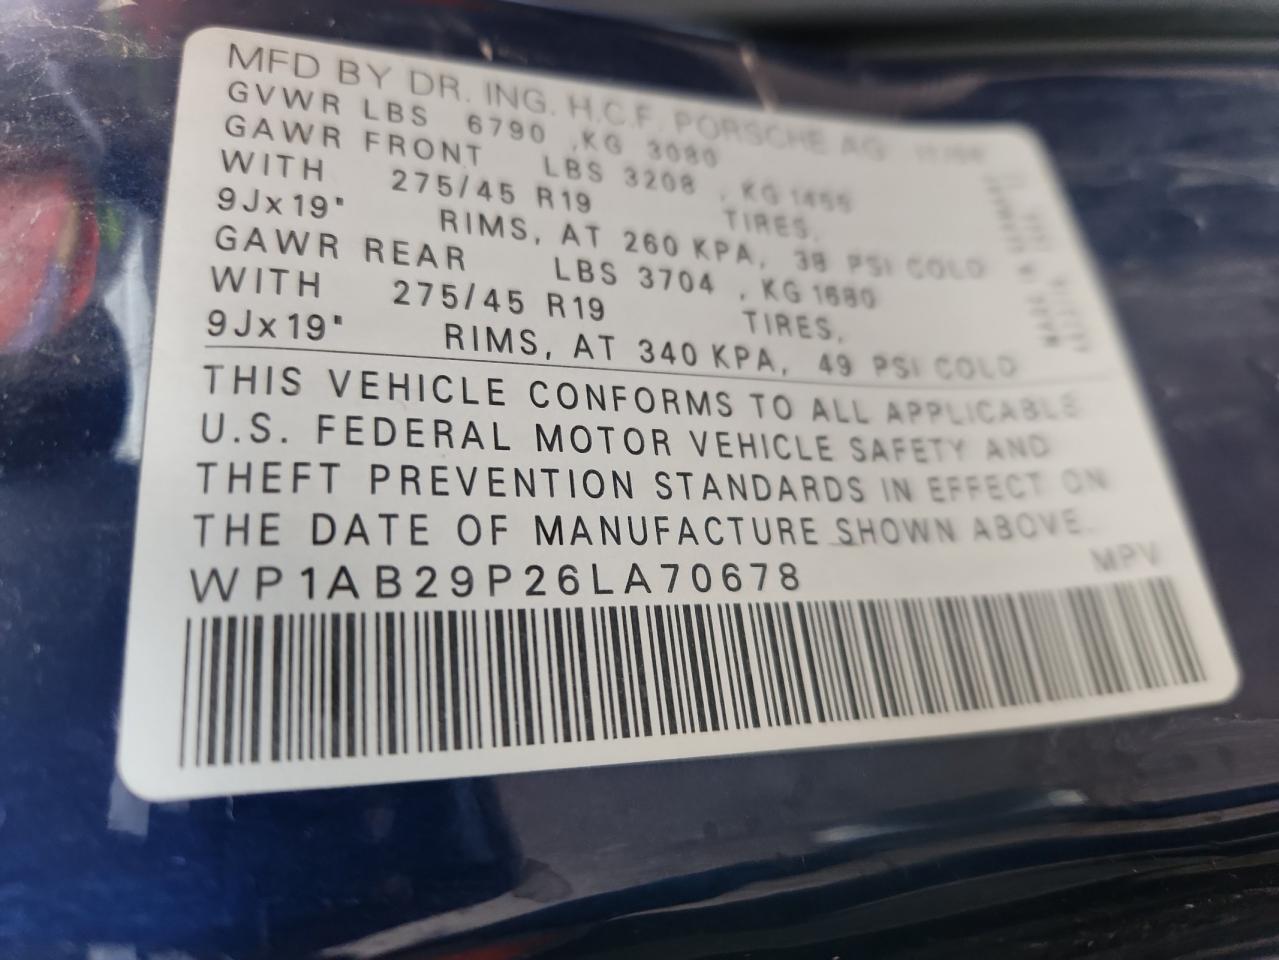 MFD BY DR. ING. H.C.F. PORSCHE AG
GVWR LBS 6790 ,KG 3080
GAWR FRONT LBS 3208 , KG 1455
WITH 275/45 R19 TIRES,
9Jx19" RIMS, AT 260 KPA, 38 PSI COLD
GAWR REAR LBS 3704 , KG 1680
WITH 275/45 R19 TIRES,
9Jx19" RIMS, AT 340 KPA, 49 PSI COLD
THIS VEHICLE CONFORMS TO ALL APPLICABLE
U.S. FEDERAL MOTOR VEHICLE SAFETY AND
THEFT PREVENTION STANDARDS IN EFFECT ON
THE DATE OF MANUFACTURE SHOWN ABOVE.
WP1AB29P26LA70678 MPV